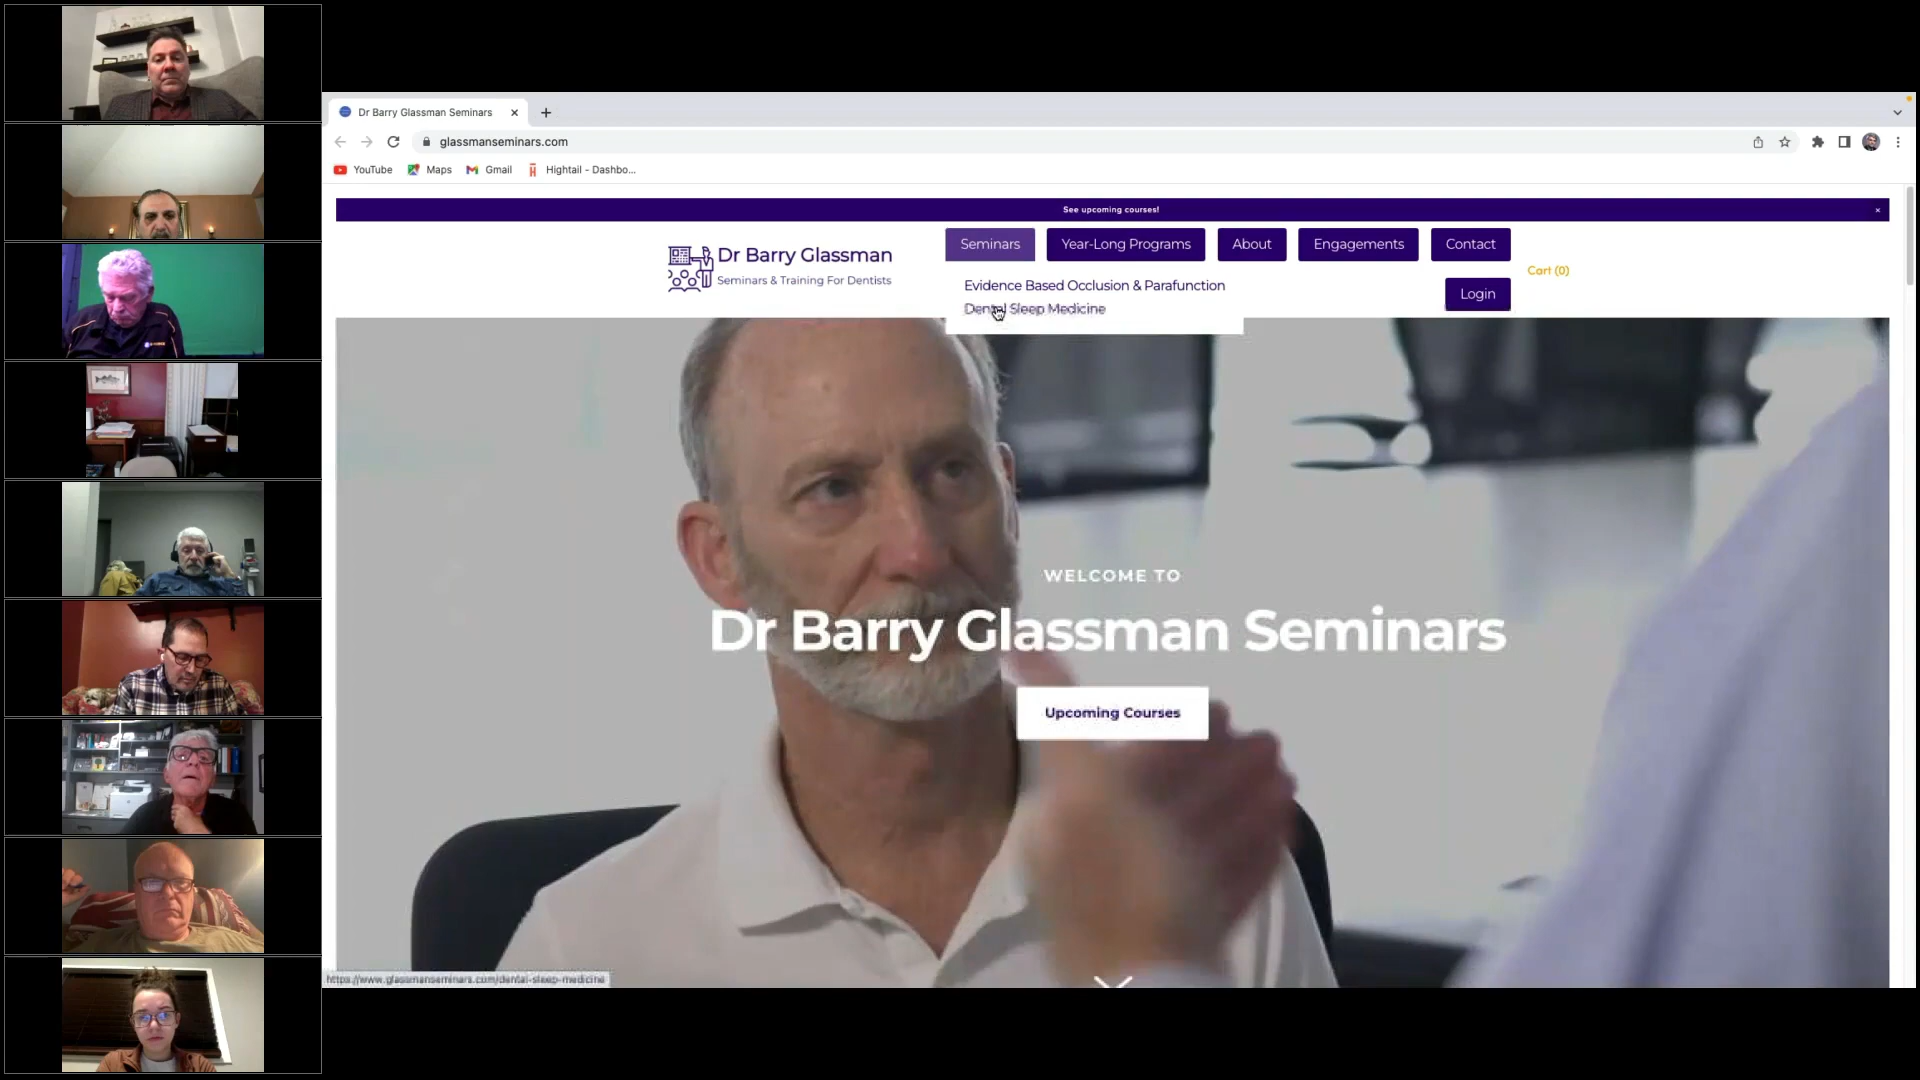 Dr Barry Glassman Seminars
glassmanseminars.com
YouTube
Maps
Gmail
Hightail - Dashbo...
See upcoming courses!
Dr Barry Glassman
Seminars & Training For Dentists
Seminars
Year-Long Programs
About
Engagements
Contact
Cart (0)
Evidence Based Occlusion & Parafunction
Dental Sleep Medicine
Login
WELCOME TO
Dr Barry Glassman Seminars
Upcoming Courses
https://www.glassmanseminars.com/dental-sleep-medicine